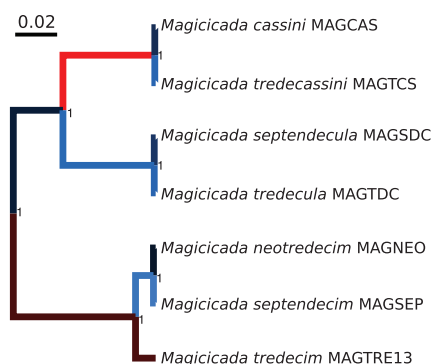 0.02
Magicicada cassini MAGCAS
1
Magicicada tredecassini MAGTCS
1
Magicicada septendecula MAGSDC
1
Magicicada tredecula MAGTDC
1
Magicicada neotredecim MAGNEO
1
Magicicada septendecim MAGSEP
1
Magicicada tredecim MAGTRE13